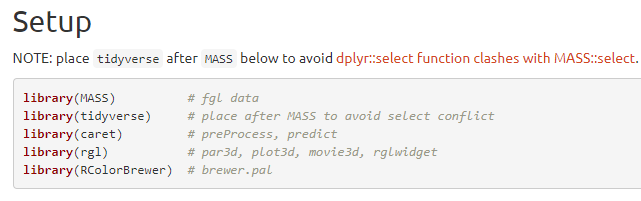 Setup
NOTE: place tidyverse after MASS below to avoid dplyr::select function clashes with MASS::select.
library(MASS)          # fgl data
library(tidyverse)     # place after MASS to avoid select conflict
library(caret)         # preProcess, predict
library(rgl)           # par3d, plot3d, movie3d, rglwidget
library(RColorBrewer)  # brewer.pal